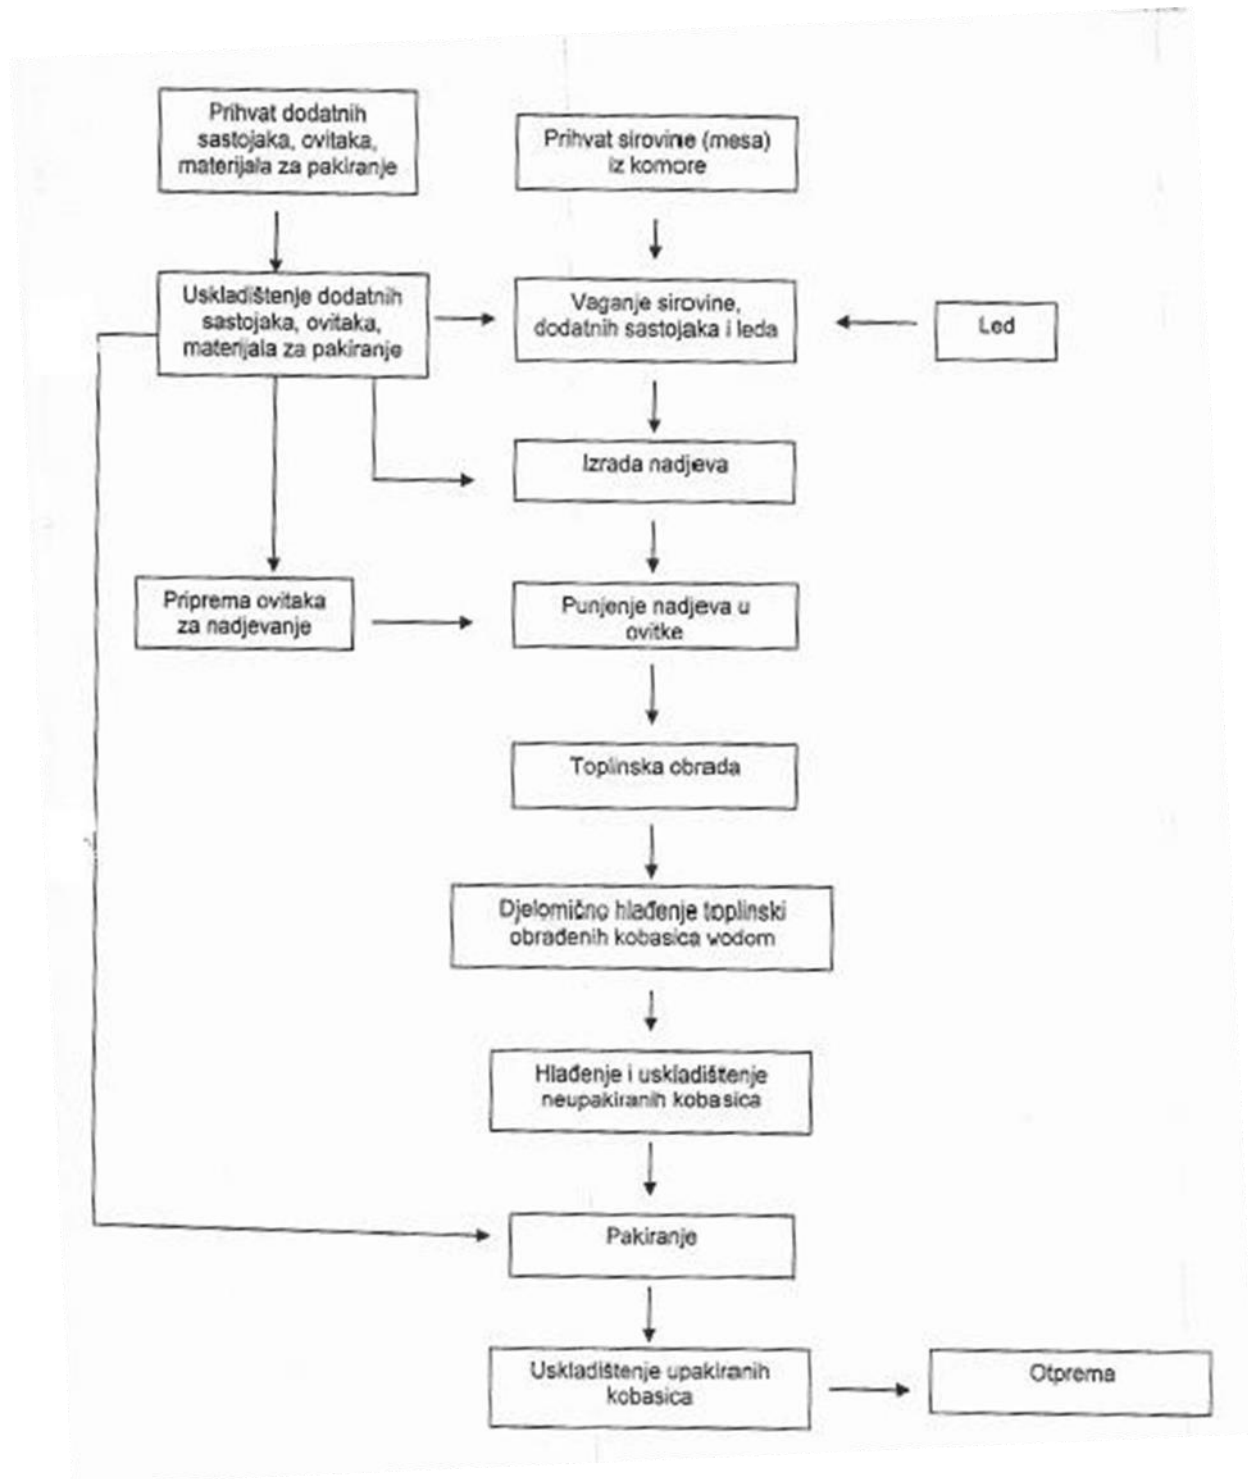 Prihvat dodatnih
sastojaka, ovitaka,
materijala za pakiranje
Prihvat sirovine (mesa)
iz komore
Uskladištenje dodatnih
sastojaka, ovitaka,
materijala za pakiranje
Vaganje sirovine,
dodatnih sastojaka i leda
Led
Izrada nadjeva
Priprema ovitaka
za nadjevanje
Punjenje nadjeva u
ovitke
Toplinska obrada
Djelomično hlađenje toplinski
obrađenih kobasica vodom
Hlađenje i uskladištenje
neupakiranih kobasica
Pakiranje
Uskladištenje upakiranih
kobasica
Otprema